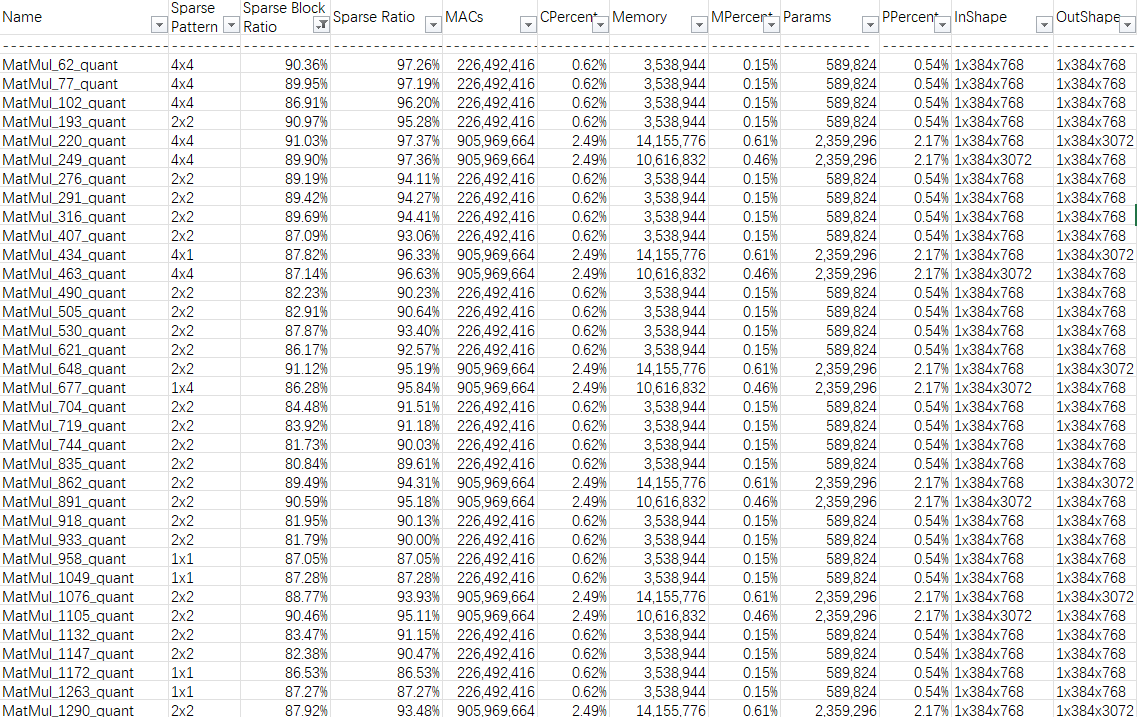 Name Sparse Pattern Sparse Block Ratio Sparse Ratio MACs CPercent Memory MPercent Params PPercent InShape OutShape
MatMul_62_quant 4x4 90.36% 97.26% 226,492,416 0.62% 3,538,944 0.15% 589,824 0.54% 1x384x768 1x384x768
MatMul_77_quant 4x4 89.95% 97.19% 226,492,416 0.62% 3,538,944 0.15% 589,824 0.54% 1x384x768 1x384x768
MatMul_102_quant 4x4 86.91% 96.20% 226,492,416 0.62% 3,538,944 0.15% 589,824 0.54% 1x384x768 1x384x768
MatMul_193_quant 2x2 90.97% 95.28% 226,492,416 0.62% 3,538,944 0.15% 589,824 0.54% 1x384x768 1x384x768
MatMul_220_quant 4x4 91.03% 97.37% 905,969,664 2.49% 14,155,776 0.61% 2,359,296 2.17% 1x384x768 1x384x3072
MatMul_249_quant 4x4 89.90% 97.36% 905,969,664 2.49% 10,616,832 0.46% 2,359,296 2.17% 1x384x3072 1x384x768
MatMul_276_quant 2x2 89.19% 94.11% 226,492,416 0.62% 3,538,944 0.15% 589,824 0.54% 1x384x768 1x384x768
MatMul_291_quant 2x2 89.42% 94.27% 226,492,416 0.62% 3,538,944 0.15% 589,824 0.54% 1x384x768 1x384x768
MatMul_316_quant 2x2 89.69% 94.41% 226,492,416 0.62% 3,538,944 0.15% 589,824 0.54% 1x384x768 1x384x768
MatMul_407_quant 2x2 87.09% 93.06% 226,492,416 0.62% 3,538,944 0.15% 589,824 0.54% 1x384x768 1x384x768
MatMul_434_quant 4x1 87.82% 96.33% 905,969,664 2.49% 14,155,776 0.61% 2,359,296 2.17% 1x384x768 1x384x3072
MatMul_463_quant 4x4 87.14% 96.63% 905,969,664 2.49% 10,616,832 0.46% 2,359,296 2.17% 1x384x3072 1x384x768
MatMul_490_quant 2x2 82.23% 90.23% 226,492,416 0.62% 3,538,944 0.15% 589,824 0.54% 1x384x768 1x384x768
MatMul_505_quant 2x2 82.91% 90.64% 226,492,416 0.62% 3,538,944 0.15% 589,824 0.54% 1x384x768 1x384x768
MatMul_530_quant 2x2 87.87% 93.40% 226,492,416 0.62% 3,538,944 0.15% 589,824 0.54% 1x384x768 1x384x768
MatMul_621_quant 2x2 86.17% 92.57% 226,492,416 0.62% 3,538,944 0.15% 589,824 0.54% 1x384x768 1x384x768
MatMul_648_quant 2x2 91.12% 95.19% 905,969,664 2.49% 14,155,776 0.61% 2,359,296 2.17% 1x384x768 1x384x3072
MatMul_677_quant 1x4 86.28% 95.84% 905,969,664 2.49% 10,616,832 0.46% 2,359,296 2.17% 1x384x3072 1x384x768
MatMul_704_quant 2x2 84.48% 91.51% 226,492,416 0.62% 3,538,944 0.15% 589,824 0.54% 1x384x768 1x384x768
MatMul_719_quant 2x2 83.92% 91.18% 226,492,416 0.62% 3,538,944 0.15% 589,824 0.54% 1x384x768 1x384x768
MatMul_744_quant 2x2 81.73% 90.03% 226,492,416 0.62% 3,538,944 0.15% 589,824 0.54% 1x384x768 1x384x768
MatMul_835_quant 2x2 80.84% 89.61% 226,492,416 0.62% 3,538,944 0.15% 589,824 0.54% 1x384x768 1x384x768
MatMul_862_quant 2x2 89.49% 94.31% 905,969,664 2.49% 14,155,776 0.61% 2,359,296 2.17% 1x384x768 1x384x3072
MatMul_891_quant 2x2 90.59% 95.18% 905,969,664 2.49% 10,616,832 0.46% 2,359,296 2.17% 1x384x3072 1x384x768
MatMul_918_quant 2x2 81.95% 90.13% 226,492,416 0.62% 3,538,944 0.15% 589,824 0.54% 1x384x768 1x384x768
MatMul_933_quant 2x2 81.79% 90.00% 226,492,416 0.62% 3,538,944 0.15% 589,824 0.54% 1x384x768 1x384x768
MatMul_958_quant 1x1 87.05% 87.05% 226,492,416 0.62% 3,538,944 0.15% 589,824 0.54% 1x384x768 1x384x768
MatMul_1049_quant 1x1 87.28% 87.28% 226,492,416 0.62% 3,538,944 0.15% 589,824 0.54% 1x384x768 1x384x768
MatMul_1076_quant 2x2 88.77% 93.93% 905,969,664 2.49% 14,155,776 0.61% 2,359,296 2.17% 1x384x768 1x384x3072
MatMul_1105_quant 2x2 90.46% 95.11% 905,969,664 2.49% 10,616,832 0.46% 2,359,296 2.17% 1x384x3072 1x384x768
MatMul_1132_quant 2x2 83.47% 91.15% 226,492,416 0.62% 3,538,944 0.15% 589,824 0.54% 1x384x768 1x384x768
MatMul_1147_quant 2x2 82.38% 90.47% 226,492,416 0.62% 3,538,944 0.15% 589,824 0.54% 1x384x768 1x384x768
MatMul_1172_quant 1x1 86.53% 86.53% 226,492,416 0.62% 3,538,944 0.15% 589,824 0.54% 1x384x768 1x384x768
MatMul_1263_quant 1x1 87.27% 87.27% 226,492,416 0.62% 3,538,944 0.15% 589,824 0.54% 1x384x768 1x384x768
MatMul_1290_quant 2x2 87.92% 93.48% 905,969,664 2.49% 14,155,776 0.61% 2,359,296 2.17% 1x384x768 1x384x3072